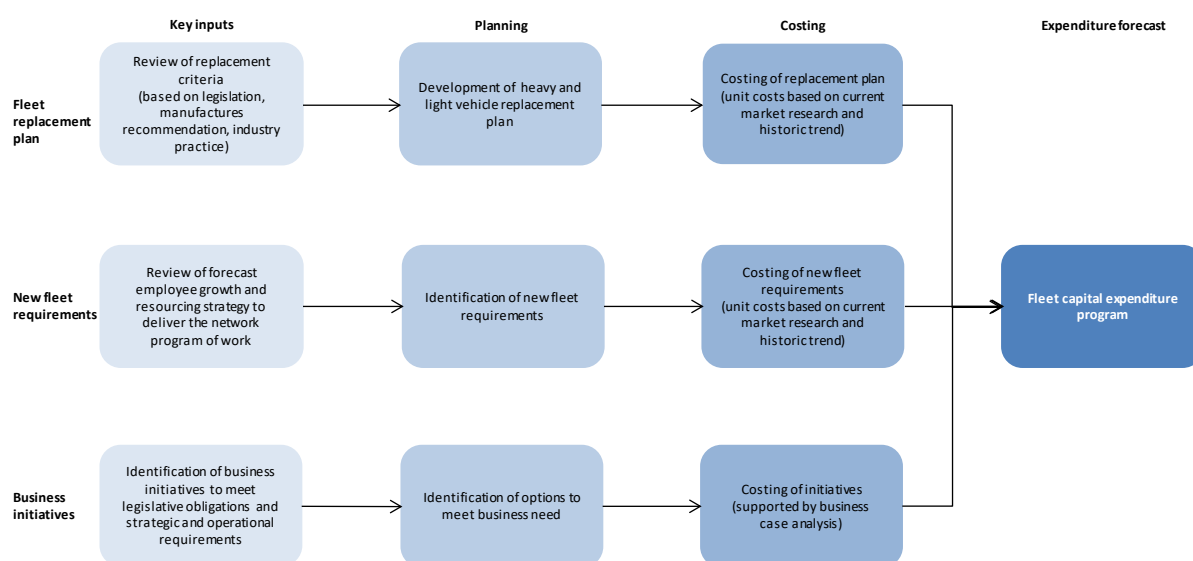 Key inputs
Planning
Costing
Expenditure forecast
Fleet
replacement
plan
Review of replacement
criteria
(based on legislation,
manufactures
recommendation, industry
practice)
Development of heavy and
light vehicle replacement
plan
Costing of replacement plan
(unit costs based on current
market research and
historic trend)
New fleet
requirements
Review of forecast
employee growth and
resourcing strategy to
deliver the network
program of work
Identification of new fleet
requirements
Costing of new fleet
requirements
(unit costs based on current
market research and
historic trend)
Fleet capital expenditure
program
Business
initiatives
Identification of business
initiatives to meet
legislative obligations and
strategic and operational
requirements
Identification of options to
meet business need
Costing of initiatives
(supported by business
case analysis)